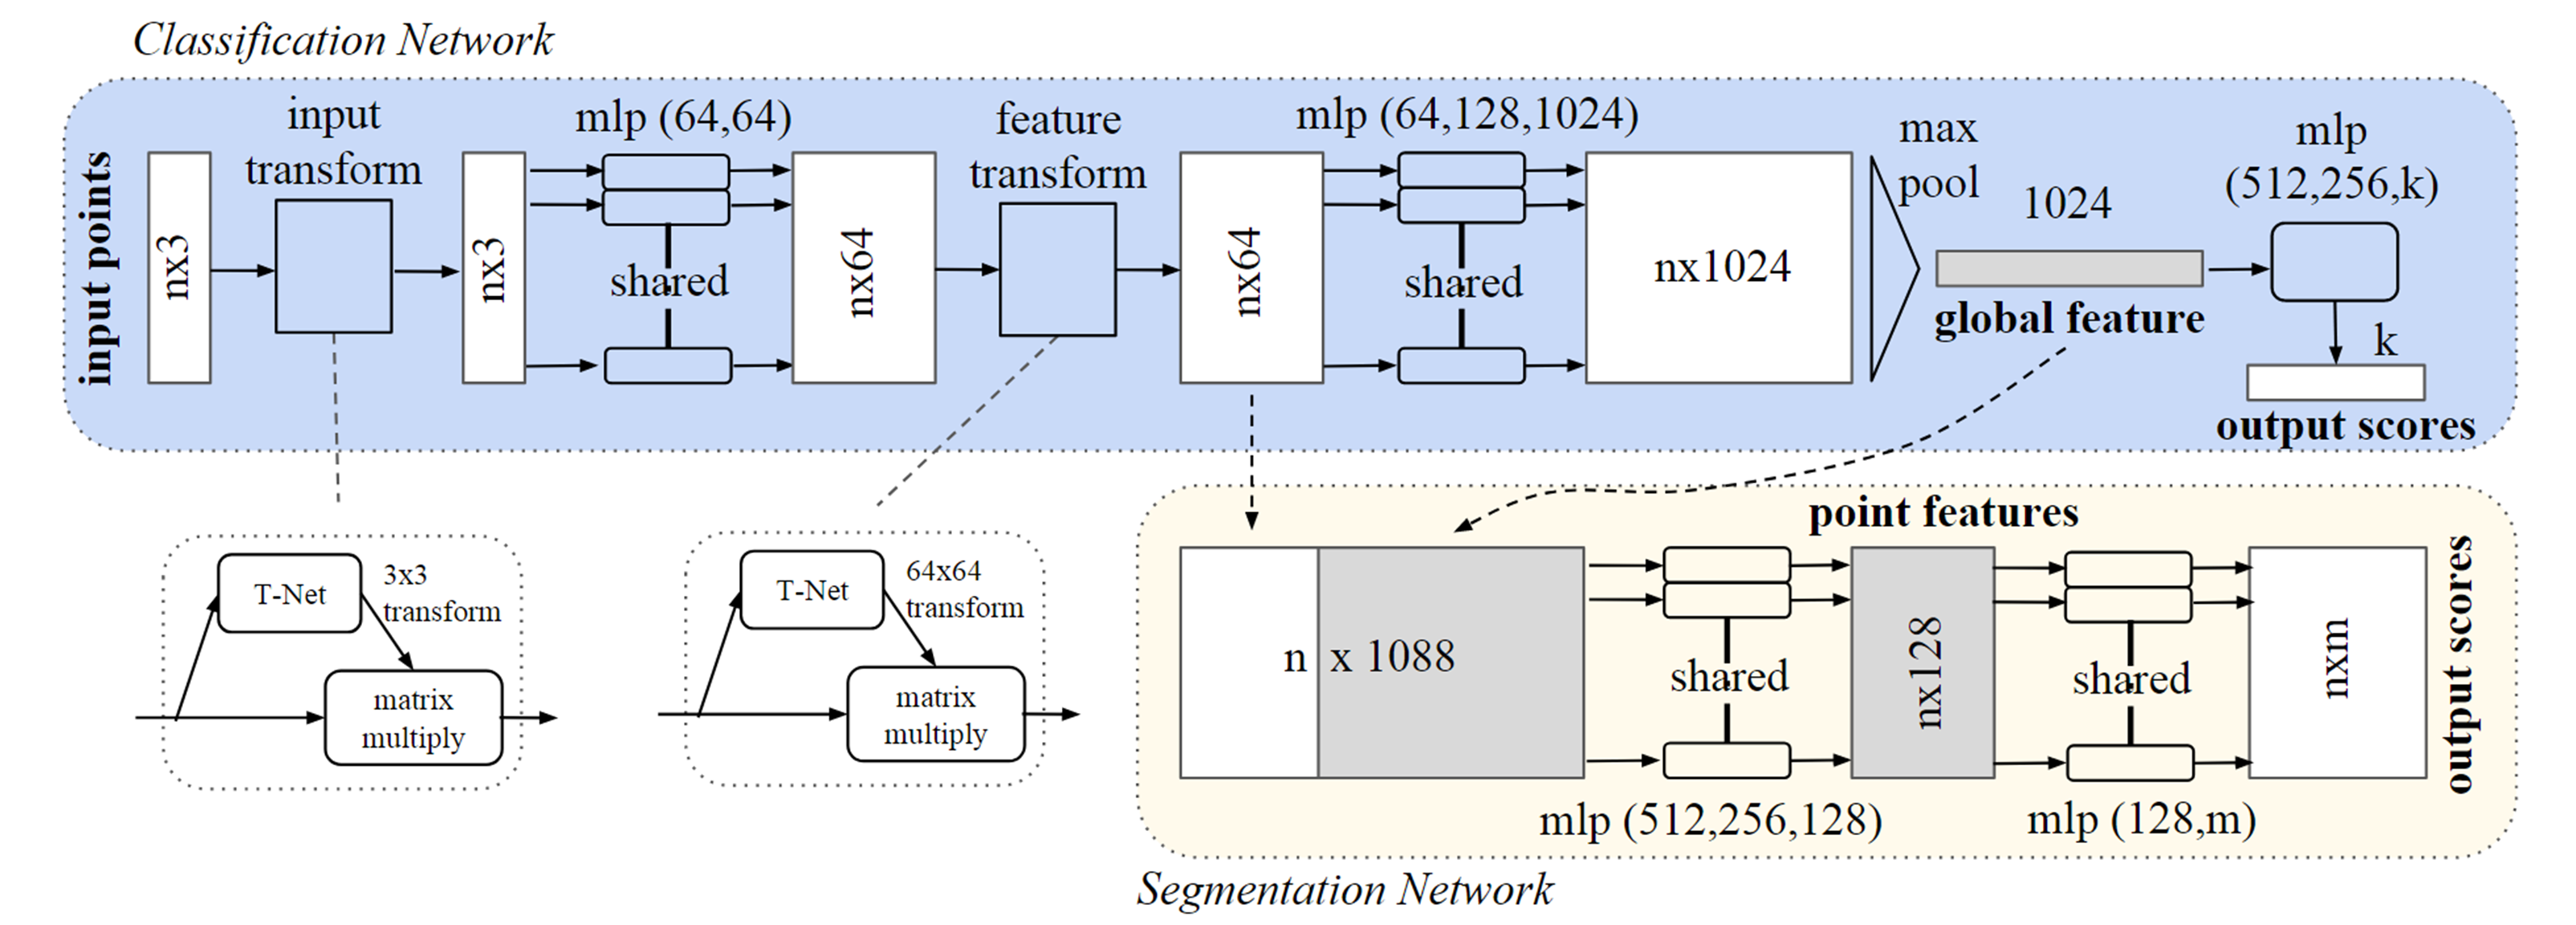 Classification Network
input points
nx3
input
transform
nx3
mlp (64,64)
shared
nx64
feature
transform
nx64
mlp (64,128,1024)
shared
nx1024
max
pool
1024
global feature
mlp
(512,256,k)
k
output scores
T-Net
3x3
transform
matrix
multiply
T-Net
64x64
transform
matrix
multiply
point features
n x 1088
shared
mlp (512,256,128)
nx128
shared
mlp (128,m)
nxm
output scores
Segmentation Network